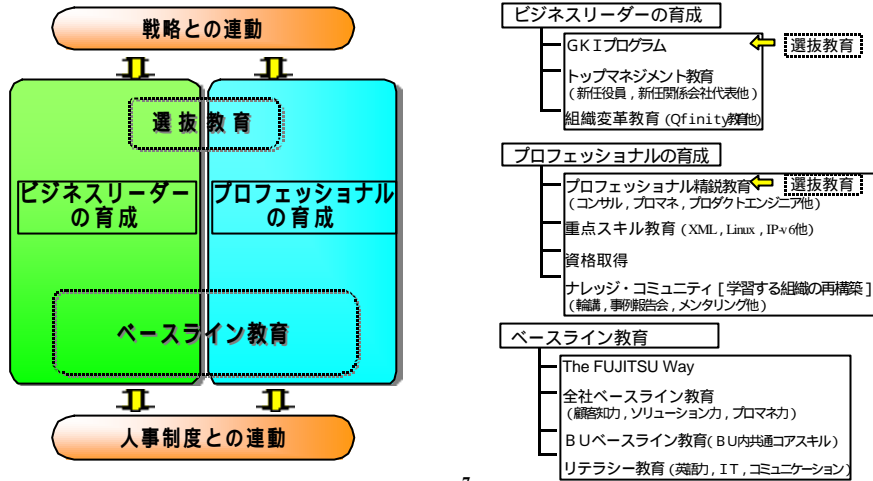 戦略との連動
選抜教育
ビジネスリーダー
の育成
プロフェッショナル
の育成
ベースライン教育
人事制度との連動
ビジネスリーダーの育成
GKIプログラム
選抜教育
トップマネジメント教育
(新任役員,新任関係会社代表他)
組織変革教育(Qfinity教育他)
プロフェッショナルの育成
プロフェッショナル精鋭教育
選抜教育
(コンサル,プロマネ,プロダクトエンジニア他)
重点スキル教育(XML,Linux,IP-v6他)
資格取得
ナレッジ・コミュニティ[学習する組織の再構築]
(輪講,事例報告会,メンタリング他)
ベースライン教育
The FUJITSU Way
全社ベースライン教育
(顧客知力,ソリューション力,プロマネ力)
BUベースライン教育(BU内共通コアスキル)
リテラシー教育(英語力,IT,コミュニケーション)
7